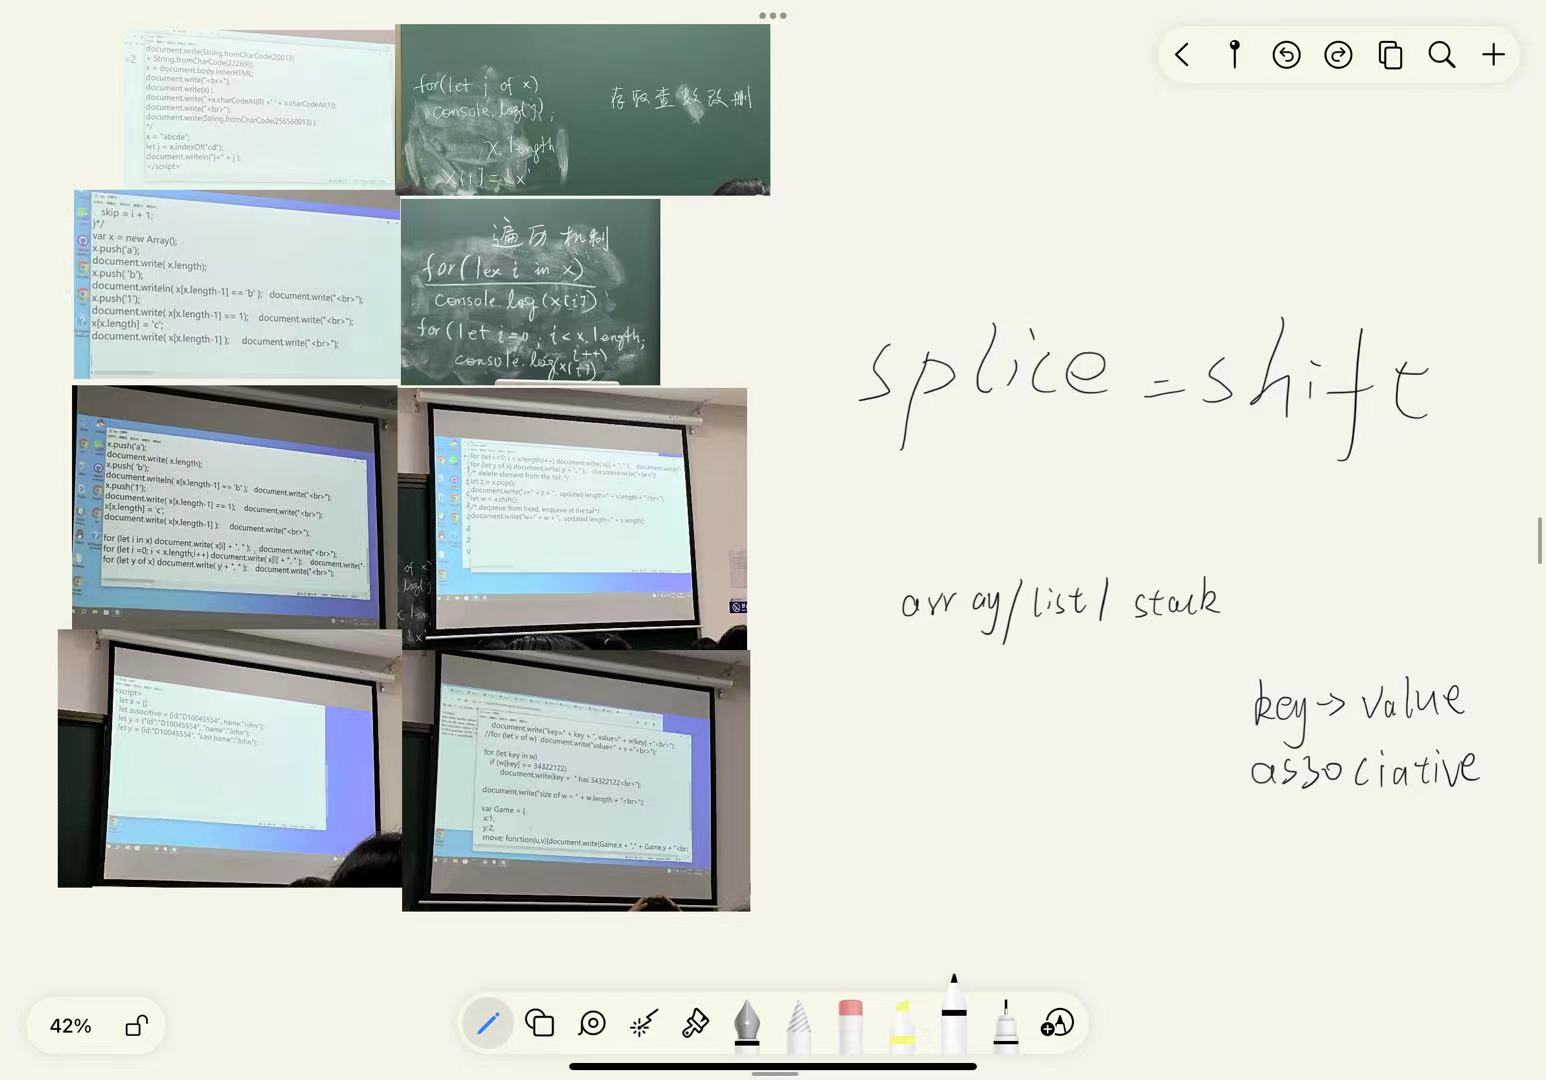 document.write(String.fromCharCode(20013)
+ String.fromCharCode(22269));
x = document.body.innerHTML;
document.write("<br>");
document.write(x) ;
document.write(" +x.charCodeAt(0) +' ' + x.charCodeAt(1));
document.write("<br>");
document.write(String.fromCharCode(256560013) )
*/
x = "abcde";
let j = x.indexOf("cd");
document.writeln("j=" + j );
</script>
=2
for(let j of x)
console.log(j);
x.length
x[1] = 'x'
存取查数改删
skip = i + 1;
}*/
var x = new Array();
x.push('a');
document.write( x.length);
x.push( 'b');
document.writeln( x[x.length-1] == 'b' ); document.write("<br>");
x.push('1');
document.write( x[x.length-1] == 1); document.write("<br>");
x[x.length] = 'c';
document.write( x[x.length-1] ); document.write("<br>");
遍历机制
for(lex i in x)
console.log(x[i])
for(let i=0; i<x.length;
i++)
console.log(x[i])
x.push('a');
document.write( x.length);
x.push( 'b');
document.writeln( x[x.length-1] == 'b' ); document.write("<br>");
x.push('1');
document.write( x[x.length-1] == 1); document.write("<br>");
x[x.length] = 'c';
document.write( x[x.length-1] ); document.write("<br>");
for (let i in x) document.write( x[i] + ", " ); document.write("<br>");
for (let i =0; i < x.length;i++) document.write( x[i] + ", " ); document.write("
for (let y of x) document.write( y + ", " ); document.write("<br>");
for (let i =0; i < x.length;i++) document.write( x[i] + ", " ); document.write("
for (let y of x) document.write( y + ", " ); document.write("<br>");
/* delete element from the tail; */
let z = x.pop();
document.write("z=" + z + ", updated length=" + x.length + "<br>");
let w = x.shift();
/* dequeue from head, enqueue at the tail*/
document.write("w=" + w + ", updated length=" + x.length);
<script>
let a = [];
let associtive = {id:"D10045554", name:"John"};
let y = {"id":"D10045554", "name":"John"};
let y = {id:"D10045554", "Last name":"John"};
document.write("key=" + key + ", value=" + w[key] +"<br>");
//for (let v of w) document.write("value=" + v +"<br>");
for (let key in w)
if (w[key] == 34322122)
document.write(key + " has 34322122<br>");
document.write("size of w = " + w.length + "<br>");
var Game = {
x:1,
y:2,
move: function(u,v){document.write(Game.x + "," + Game.y + "<br
splice = shift
array/list/ stack
key→value
associative
42%